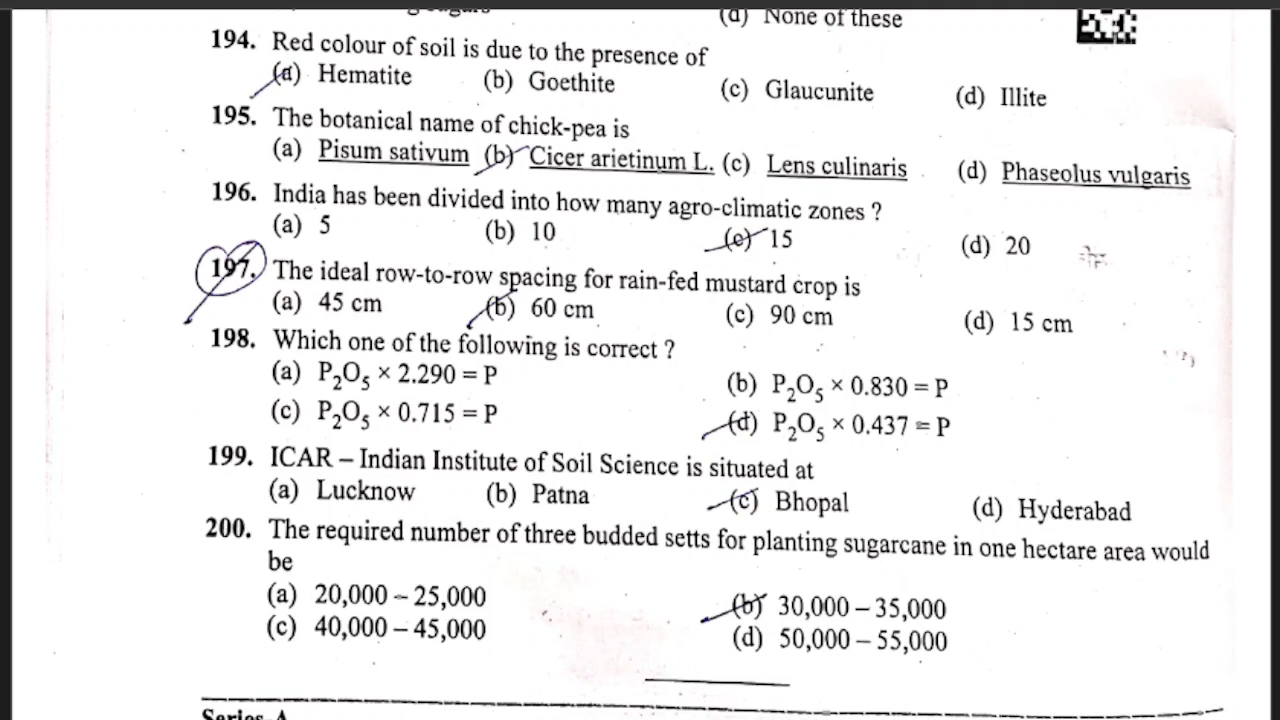 (d) None of these
194. Red colour of soil is due to the presence of
(a) Hematite (b) Goethite (c) Glaucunite (d) Illite
195. The botanical name of chick-pea is
(a) Pisum sativum (b) Cicer arietinum L. (c) Lens culinaris (d) Phaseolus vulgaris
196. India has been divided into how many agro-climatic zones ?
(a) 5 (b) 10 (c) 15 (d) 20
197. The ideal row-to-row spacing for rain-fed mustard crop is
(a) 45 cm (b) 60 cm (c) 90 cm (d) 15 cm
198. Which one of the following is correct ?
(a) P₂O₅ × 2.290 = P (b) P₂O₅ × 0.830 = P
(c) P₂O₅ × 0.715 = P (d) P₂O₅ × 0.437 = P
199. ICAR – Indian Institute of Soil Science is situated at
(a) Lucknow (b) Patna (c) Bhopal (d) Hyderabad
200. The required number of three budded setts for planting sugarcane in one hectare area would
be
(a) 20,000 – 25,000 (b) 30,000 – 35,000
(c) 40,000 – 45,000 (d) 50,000 – 55,000
Series-A